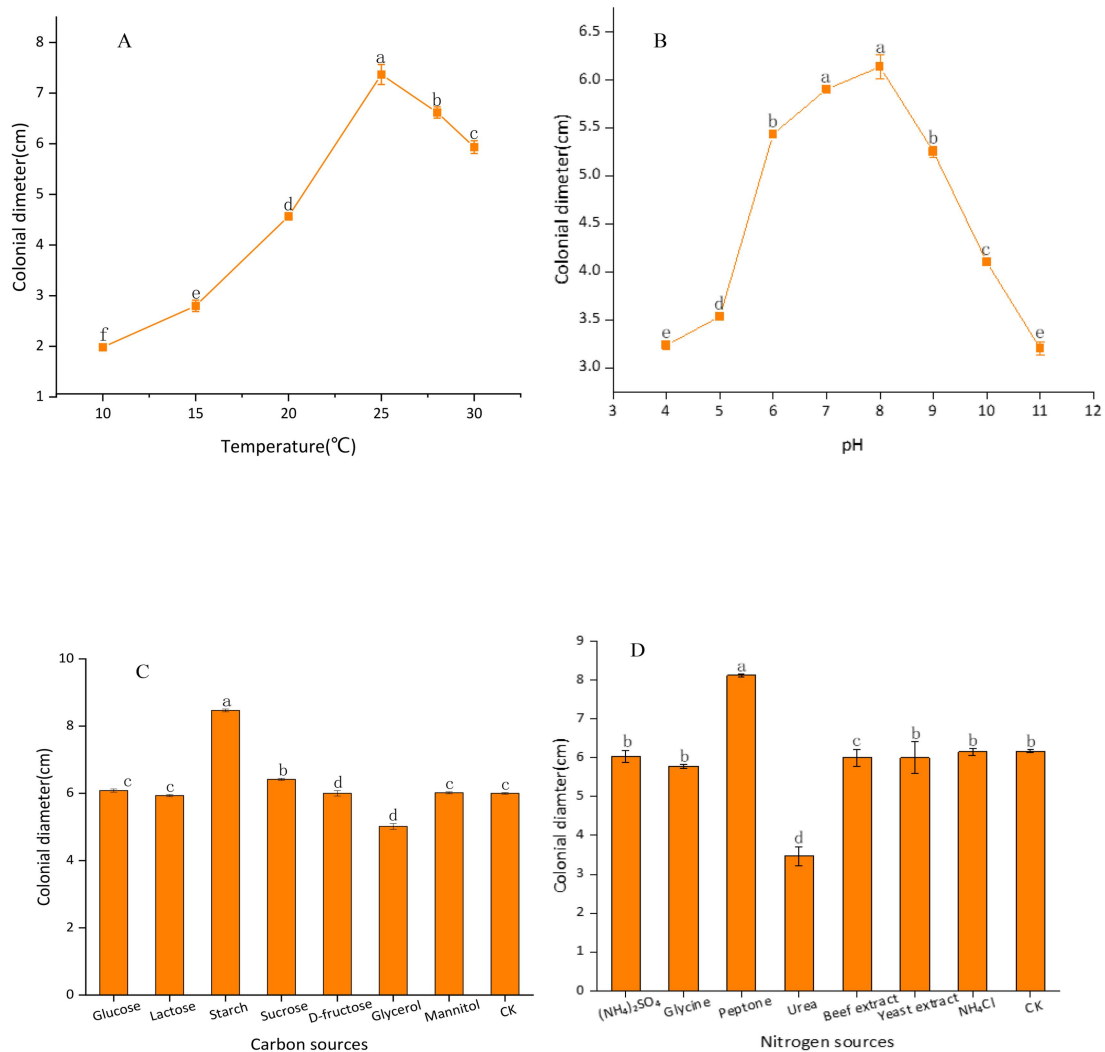 A
Colonial dimeter(cm)
8
7
6
5
4
3
2
1
f
e
d
a
b
c
10
15
20
25
30
Temperature(℃)
B
Colonial dimeter(cm)
6.5
6.0
5.5
5.0
4.5
4.0
3.5
3.0
e
d
b
a
a
b
c
e
3
4
5
6
7
8
9
10
11
12
pH
C
Colonial diameter(cm)
10
8
6
4
2
0
c
c
a
b
d
d
c
c
Glucose
Lactose
Starch
Sucrose
D-fructose
Glycerol
Mannitol
CK
Carbon sources
D
Colonial diamter(cm)
9
8
7
6
5
4
3
2
1
0
b
b
a
d
c
b
b
b
(NH₄)₂SO₄
Glycine
Peptone
Urea
Beef extract
Yeast extract
NH₄Cl
CK
Nitrogen sources